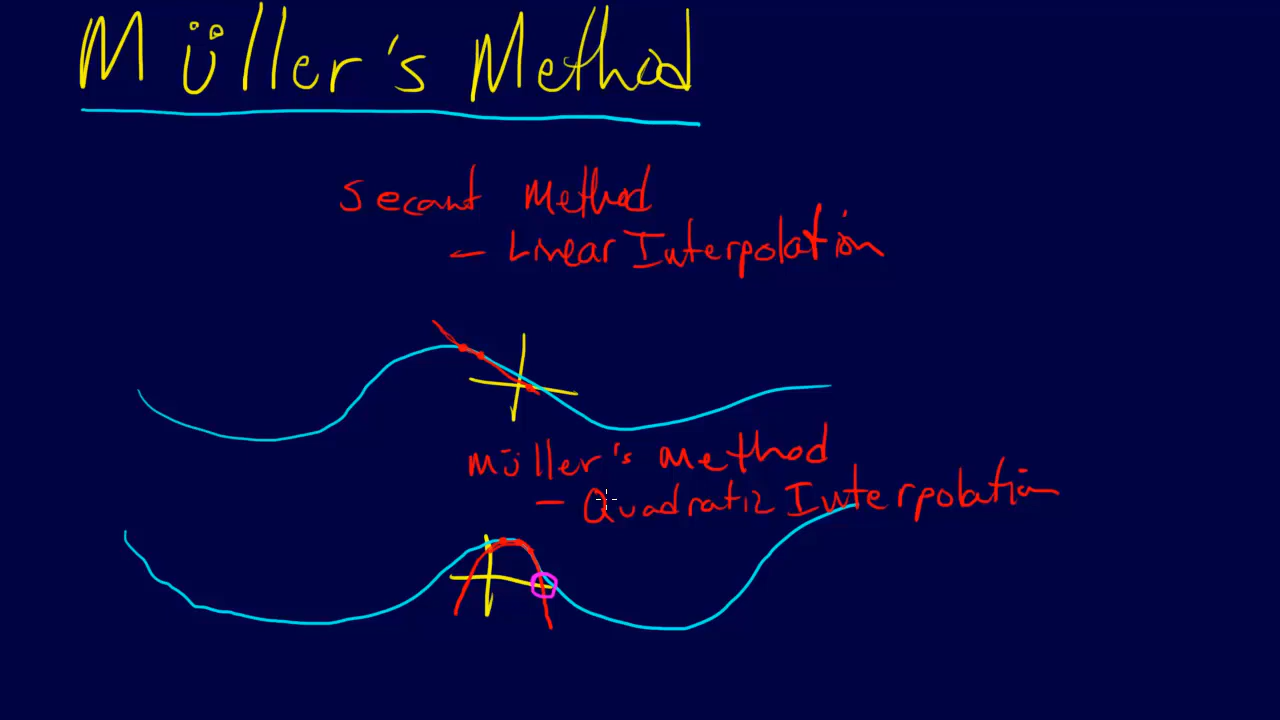 Müller's Method
Secant Method
- Linear Interpolation
Müller's Method
- Quadratic Interpolation